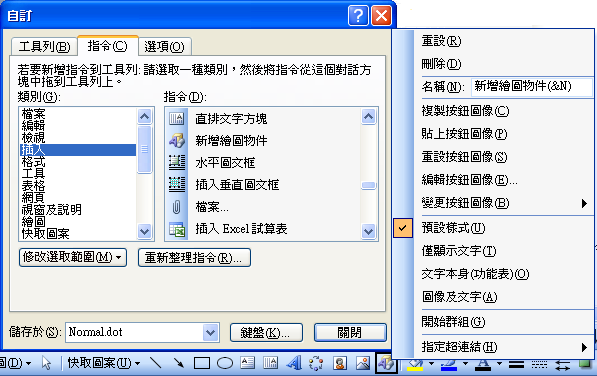 自訂
工具列(B)
指令(C)
選項(O)
若要新增指令到工具列: 請選取一種類別，然後將指令從這個對話方
塊中拖到工具列上。
類別(G):
指令(D):
檔案
編輯
檢視
插入
格式
工具
表格
網頁
視窗及說明
繪圖
快取圖案
直排文字方塊
新增繪圖物件
水平圖文框
插入垂直圖文框
檔案...
插入 Excel 試算表
修改選取範圍(M)
重新整理指令(R)...
儲存於(S):
Normal.dot
鍵盤(K)...
關閉
重設(R)
刪除(D)
名稱(N): 新增繪圖物件(&N)
複製按鈕圖像(C)
貼上按鈕圖像(P)
重設按鈕圖像(S)
編輯按鈕圖像(E)...
變更按鈕圖像(B)
預設樣式(U)
僅顯示文字(T)
文字本身(功能表)(O)
圖像及文字(A)
開始群組(G)
指定超連結(H)
圖(D)
快取圖案(U)